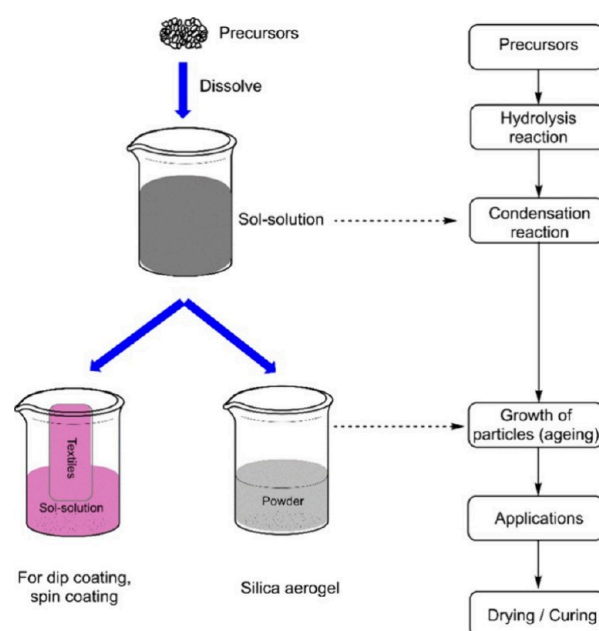 Precursors
Dissolve
Sol-solution
Textiles
Sol-solution
Powder
For dip coating,
spin coating
Silica aerogel
Precursors
Hydrolysis
reaction
Condensation
reaction
Growth of
particles (ageing)
Applications
Drying / Curing